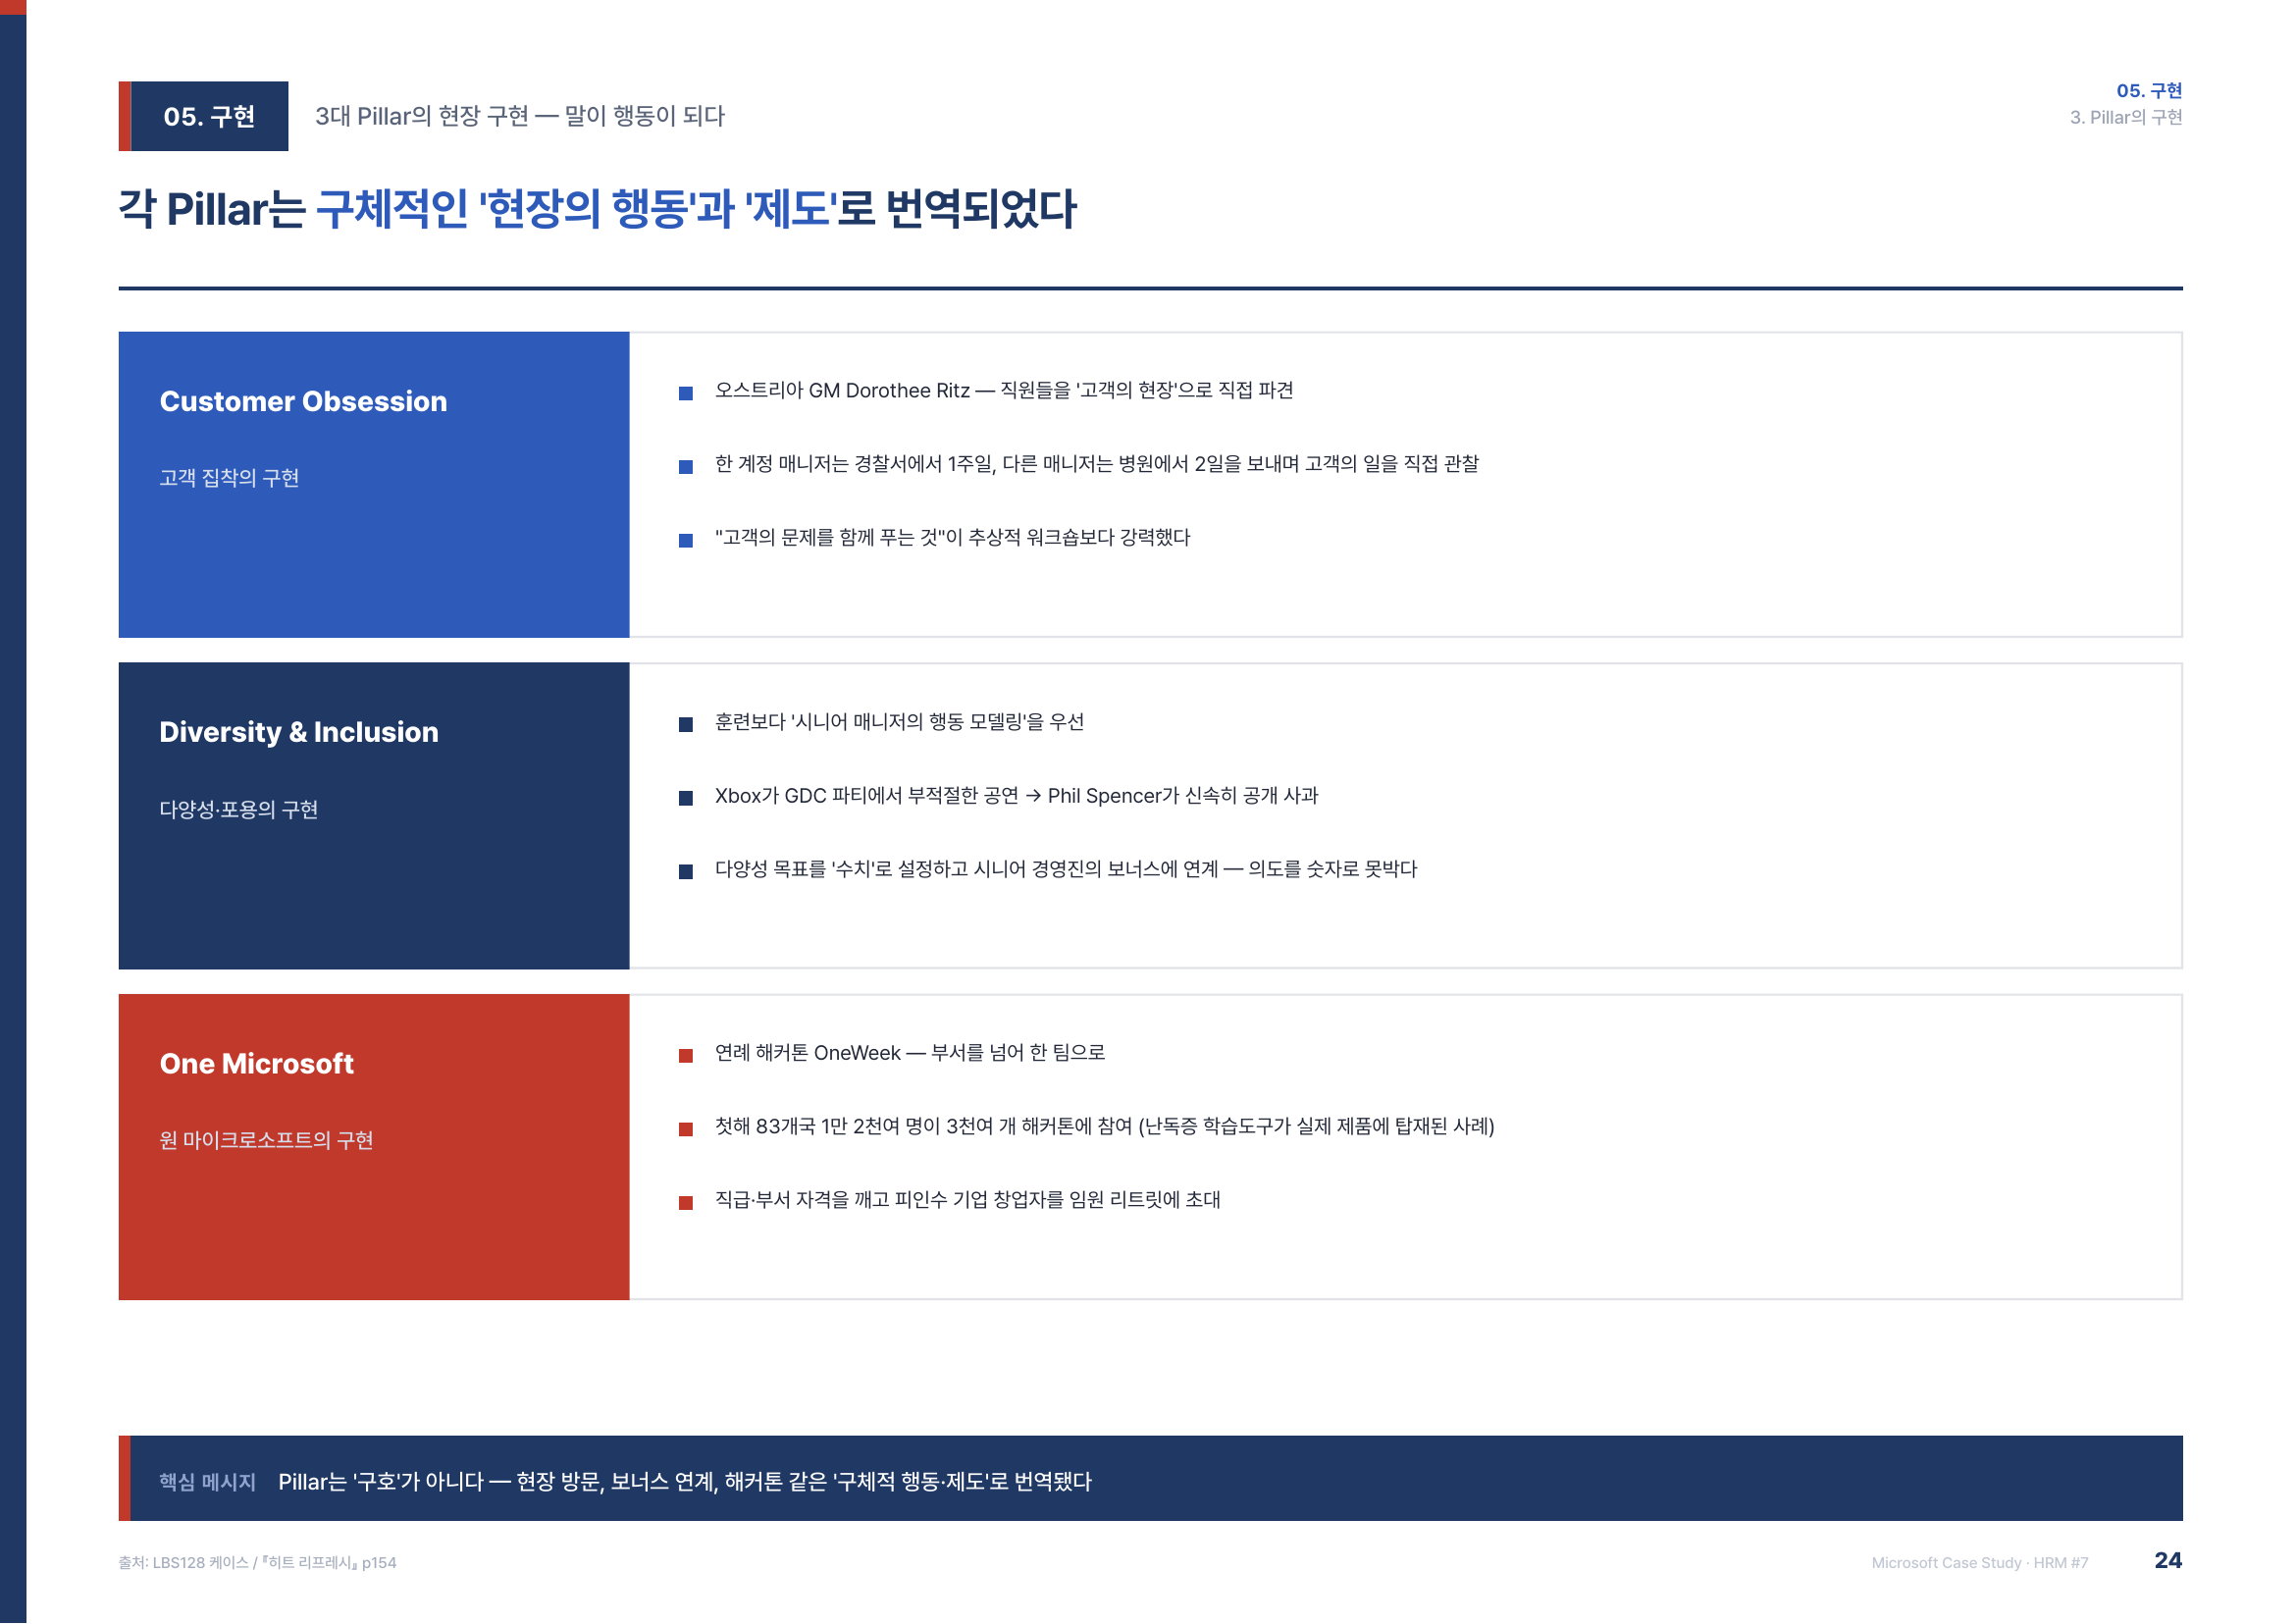 05. 구현
3대 Pillar의 현장 구현 — 말이 행동이 되다
05. 구현
3. Pillar의 구현
각 Pillar는 구체적인 '현장의 행동'과 '제도'로 번역되었다
Customer Obsession
고객 집착의 구현
오스트리아 GM Dorothee Ritz — 직원들을 '고객의 현장'으로 직접 파견
한 계정 매니저는 경찰서에서 1주일, 다른 매니저는 병원에서 2일을 보내며 고객의 일을 직접 관찰
"고객의 문제를 함께 푸는 것"이 추상적 워크숍보다 강력했다
Diversity & Inclusion
다양성·포용의 구현
훈련보다 '시니어 매니저의 행동 모델링'을 우선
Xbox가 GDC 파티에서 부적절한 공연 → Phil Spencer가 신속히 공개 사과
다양성 목표를 '수치'로 설정하고 시니어 경영진의 보너스에 연계 — 의도를 숫자로 못박다
One Microsoft
원 마이크로소프트의 구현
연례 해커톤 OneWeek — 부서를 넘어 한 팀으로
첫해 83개국 1만 2천여 명이 3천여 개 해커톤에 참여 (난독증 학습도구가 실제 제품에 탑재된 사례)
직급·부서 자격을 깨고 피인수 기업 창업자를 임원 리트릿에 초대
핵심 메시지 Pillar는 '구호'가 아니다 — 현장 방문, 보너스 연계, 해커톤 같은 '구체적 행동·제도'로 번역됐다
출처: LBS128 케이스 / 『히트 리프레시』 p154
Microsoft Case Study · HRM #7
24